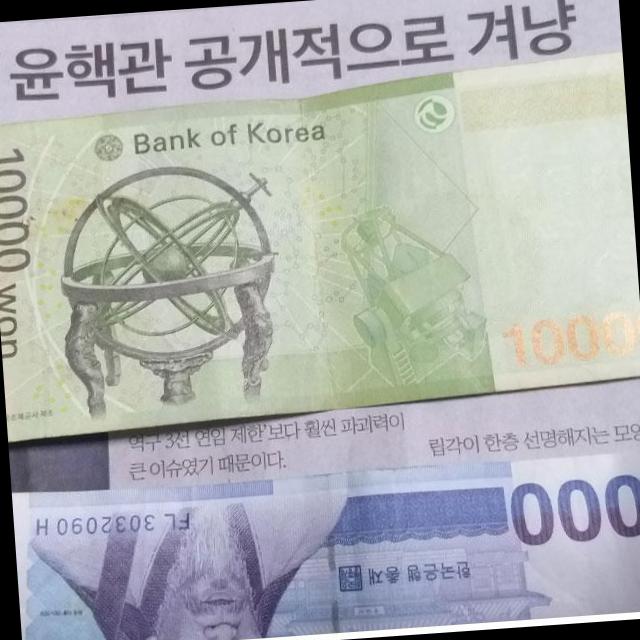 윤핵관 공개적으로 겨냥
Bank of Korea
10000 won
1000
역구 3선 연임 제한'보다 훨씬 파괴력이
큰 이슈였기 때문이다.
립각이 한층 선명해지는 모양
000
FL 3032090 H
한국은행 총재